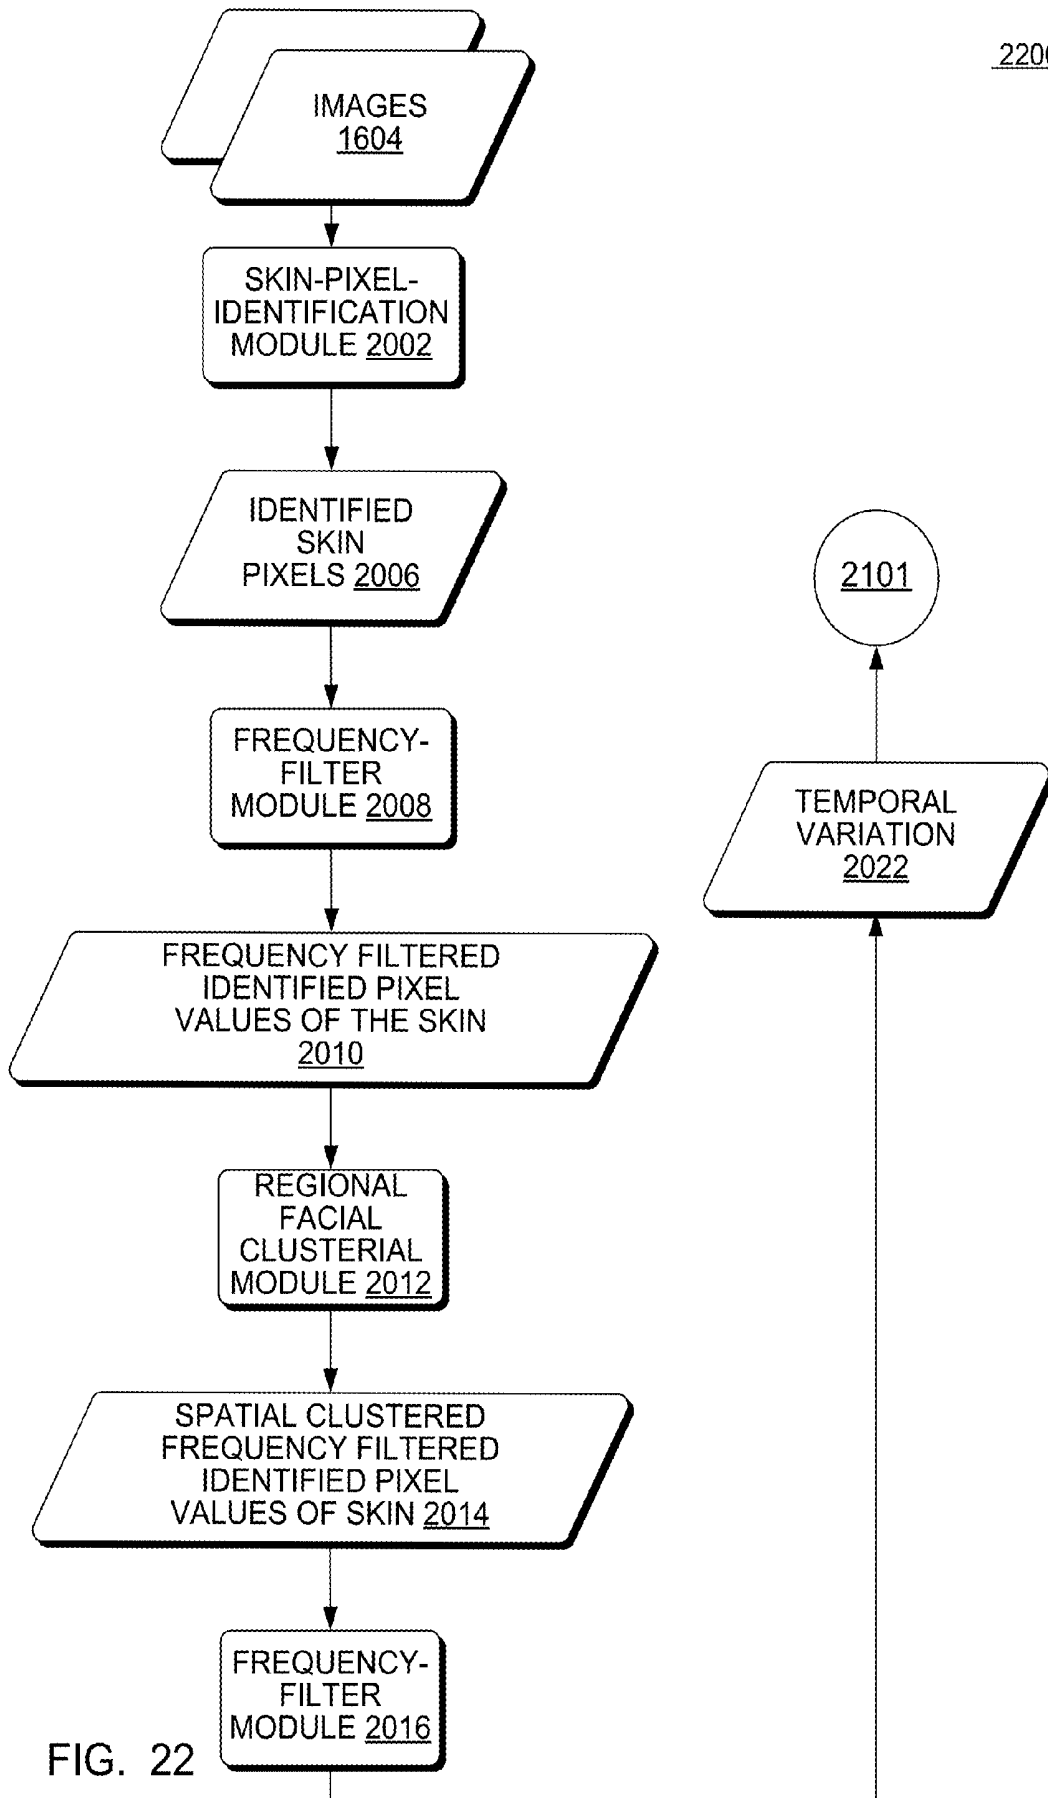 2200
IMAGES
1604
SKIN-PIXEL-
IDENTIFICATION
MODULE 2002
IDENTIFIED
SKIN
PIXELS 2006
FREQUENCY-
FILTER
MODULE 2008
FREQUENCY FILTERED
IDENTIFIED PIXEL
VALUES OF THE SKIN
2010
REGIONAL
FACIAL
CLUSTERIAL
MODULE 2012
SPATIAL CLUSTERED
FREQUENCY FILTERED
IDENTIFIED PIXEL
VALUES OF SKIN 2014
FREQUENCY-
FILTER
MODULE 2016
2101
TEMPORAL
VARIATION
2022
FIG. 22